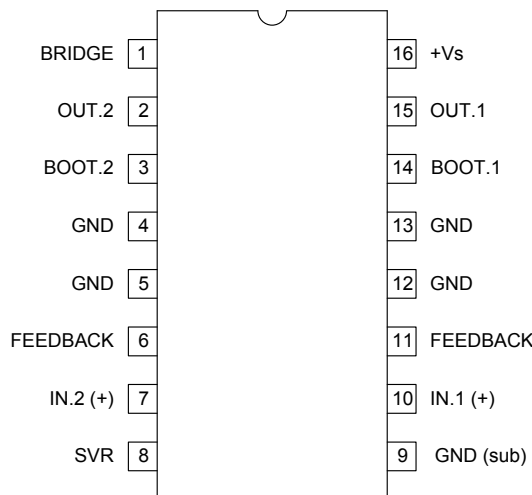 BRIDGE 1 16 +Vs
OUT.2 2 15 OUT.1
BOOT.2 3 14 BOOT.1
GND 4 13 GND
GND 5 12 GND
FEEDBACK 6 11 FEEDBACK
IN.2 (+) 7 10 IN.1 (+)
SVR 8 9 GND (sub)